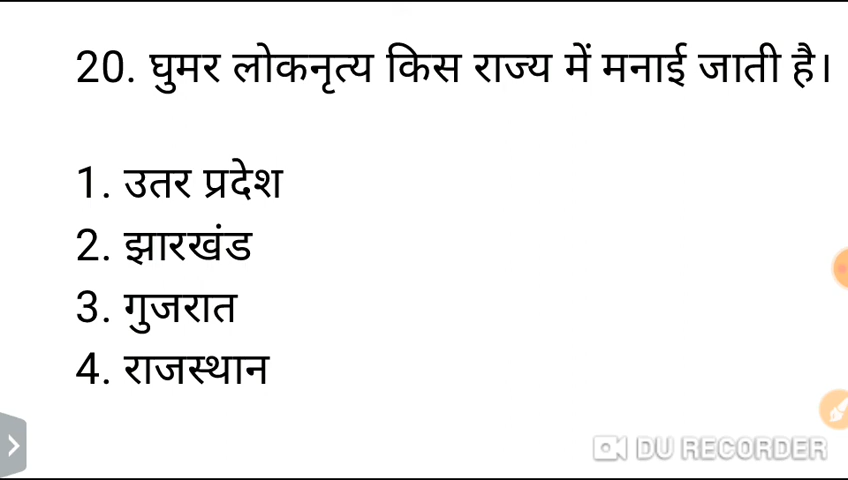 20. घुमर लोकनृत्य किस राज्य में मनाई जाती है।
1. उतर प्रदेश
2. झारखंड
3. गुजरात
4. राजस्थान
DU RECORDER